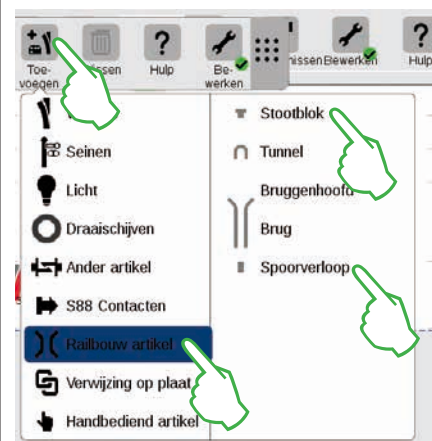 Toe-
voegen
issen
Hulp
Be-
werken
nissen
Bewerken
Hulp
V
Seinen
Licht
Draaischijven
Ander artikel
S88 Contacten
Railbouw artikel
Verwijzing op plaat
Handbediend artikel
Stootblok
Tunnel
Bruggenhoofd
Brug
Spoorverloop